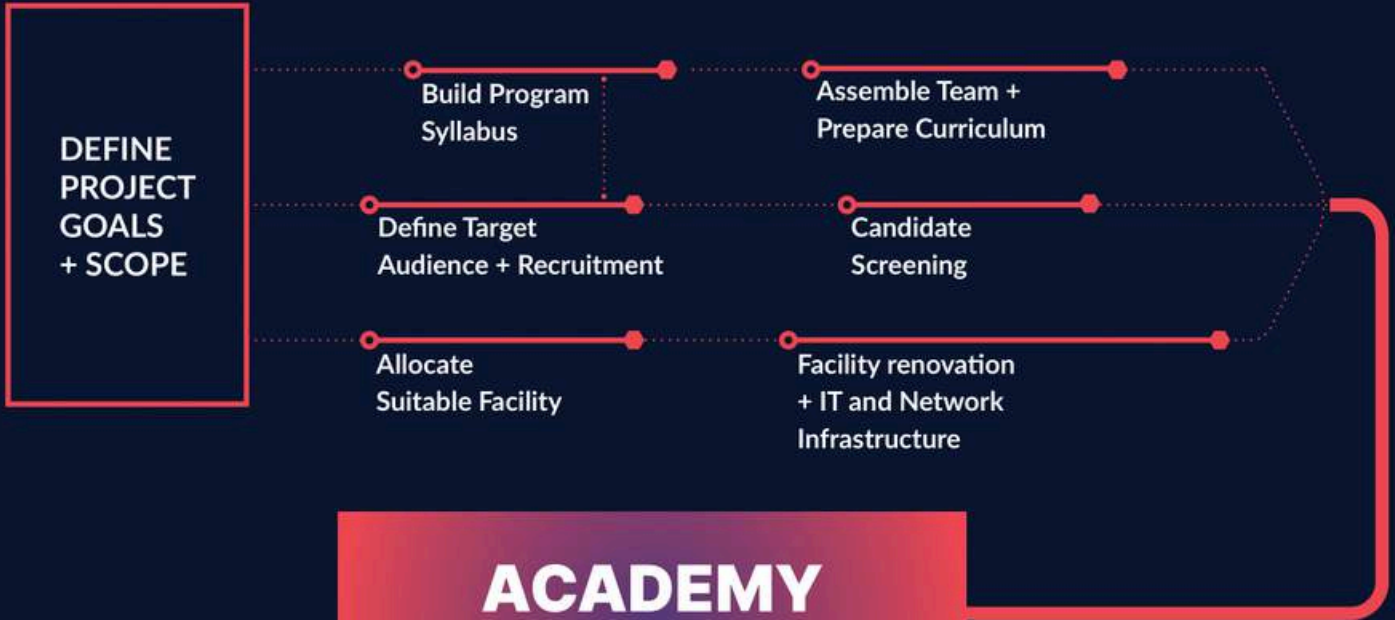 DEFINE
PROJECT
GOALS
+ SCOPE
Build Program
Syllabus
Assemble Team +
Prepare Curriculum
Define Target
Audience + Recruitment
Candidate
Screening
Allocate
Suitable Facility
Facility renovation
+ IT and Network
Infrastructure
ACADEMY